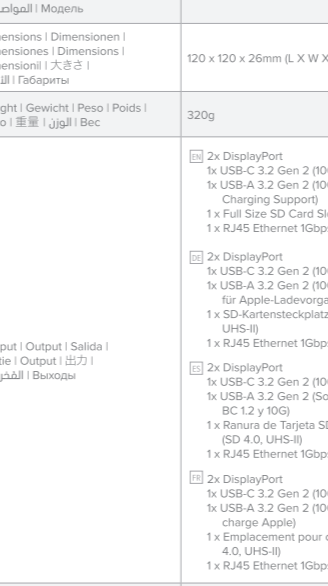 المواص | Модель
ensions | Dimensionen |
ensiones | Dimensions |
ensionil | 大きさ |
الأ | Габариты
120 x 120 x 26mm (L X W X
ght | Gewicht | Peso | Poids |
o | 重量 | الوزن | Вес
320g
put | Output | Salida |
tie | Output | 出力 |
الفخر | Выходы
EN 2x DisplayPort
1x USB-C 3.2 Gen 2 (10
1x USB-A 3.2 Gen 2 (10
Charging Support)
1 x Full Size SD Card Sl
1 x RJ45 Ethernet 1Gbp
DE 2x DisplayPort
1x USB-C 3.2 Gen 2 (10
1x USB-A 3.2 Gen 2 (10
für Apple-Ladevorga
1 x SD-Kartensteckplatz
UHS-II)
1 x RJ45 Ethernet 1Gbp
ES 2x DisplayPort
1x USB-C 3.2 Gen 2 (10
1x USB-A 3.2 Gen 2 (So
BC 1.2 y 10G)
1 x Ranura de Tarjeta SD
(SD 4.0, UHS-II)
1 x RJ45 Ethernet 1Gbp
FR 2x DisplayPort
1x USB-C 3.2 Gen 2 (10
1x USB-A 3.2 Gen 2 (10
charge Apple)
1 x Emplacement pour c
4.0, UHS-II)
1 x RJ45 Ethernet 1Gbp